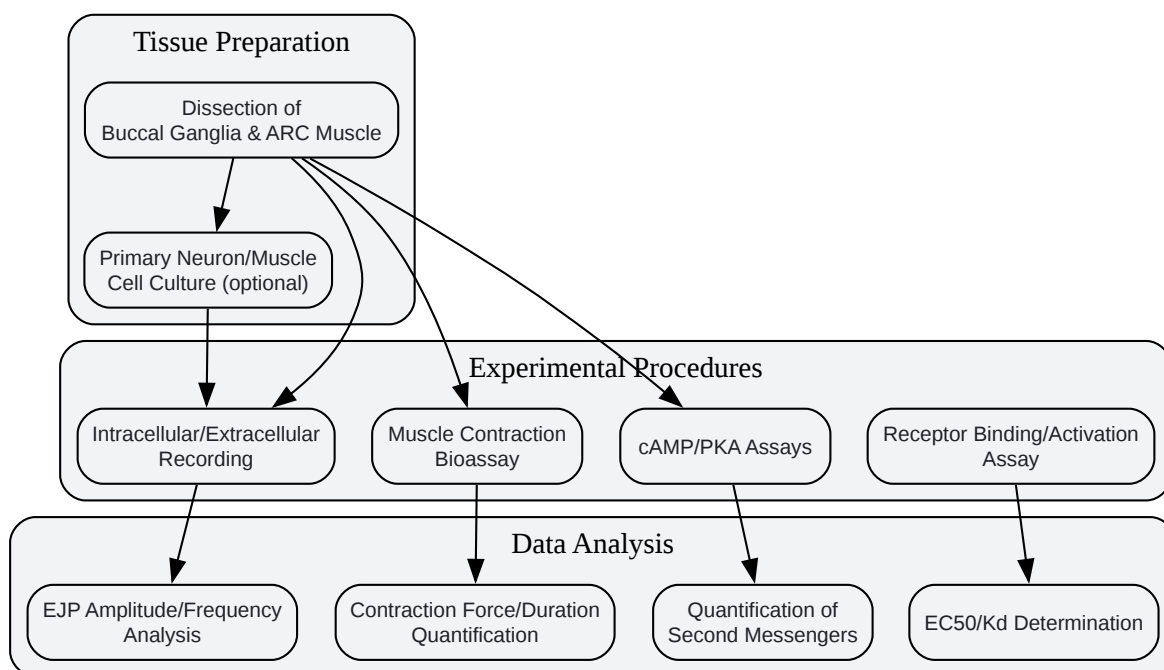 Tissue Preparation
Dissection of
Buccal Ganglia & ARC Muscle
Primary Neuron/Muscle
Cell Culture (optional)
Experimental Procedures
Intracellular/Extracellular
Recording
Muscle Contraction
Bioassay
cAMP/PKA Assays
Receptor Binding/Activation
Assay
Data Analysis
EJP Amplitude/Frequency
Analysis
Contraction Force/Duration
Quantification
Quantification of
Second Messengers
EC50/Kd Determination